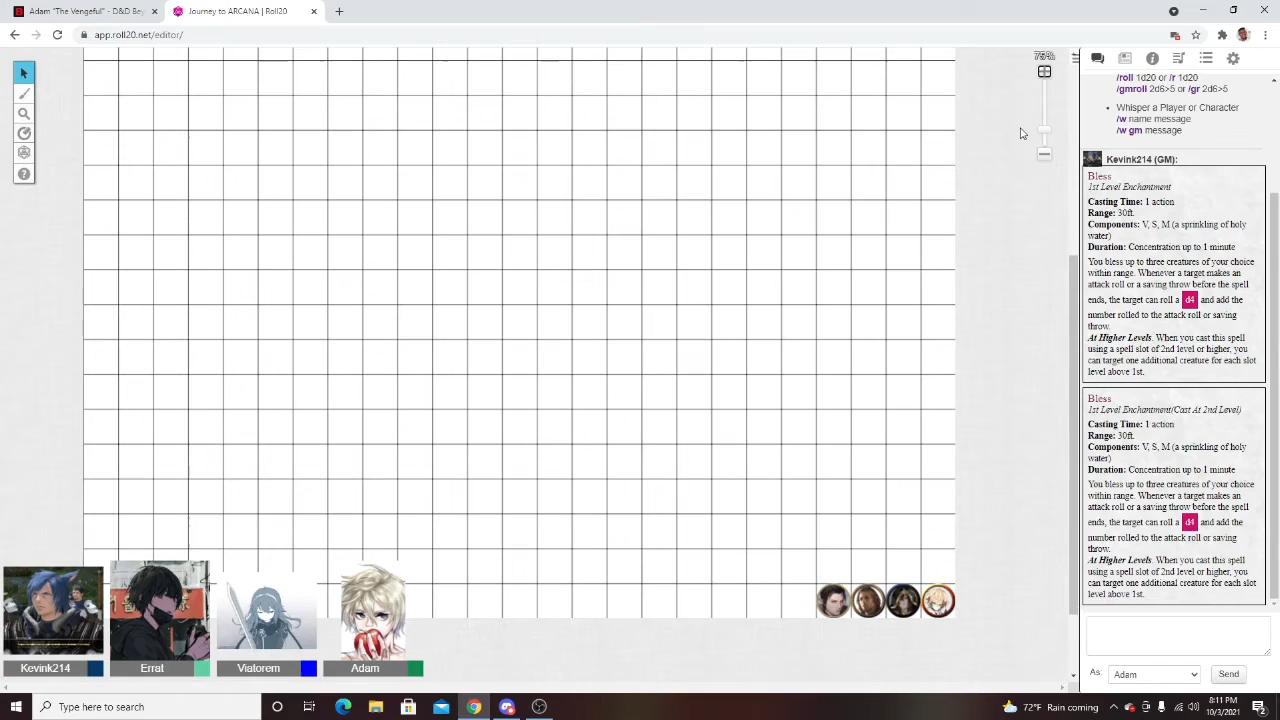 Adam "The Vengeful" - D&D Bey
Journey to ARCANA | Roll20
app.roll20.net/editor/
75%
/roll 1d20 or /r 1d20
/gmroll 2d6>5 or /gr 2d6>5
• Whisper a Player or Character
/w name message
/w gm message
Kevink214 (GM):
Bless
1st Level Enchantment
Casting Time: 1 action
Range: 30ft.
Components: V, S, M (a sprinkling of holy
water)
Duration: Concentration up to 1 minute
You bless up to three creatures of your choice
within range. Whenever a target makes an
attack roll or a saving throw before the spell
ends, the target can roll a d4 and add the
number rolled to the attack roll or saving
throw.
At Higher Levels. When you cast this spell
using a spell slot of 2nd level or higher, you
can target one additional creature for each slot
level above 1st.
Bless
1st Level Enchantment(Cast At 2nd Level)
Casting Time: 1 action
Range: 30ft.
Components: V, S, M (a sprinkling of holy
water)
Duration: Concentration up to 1 minute
You bless up to three creatures of your choice
within range. Whenever a target makes an
attack roll or a saving throw before the spell
ends, the target can roll a d4 and add the
number rolled to the attack roll or saving
throw.
At Higher Levels. When you cast this spell
using a spell slot of 2nd level or higher, you
can target one additional creature for each slot
level above 1st.
Kevink214
Errat
Viatorem
Adam
As:
Adam
Send
Type here to search
72°F Rain coming
8:11 PM
10/3/2021
2